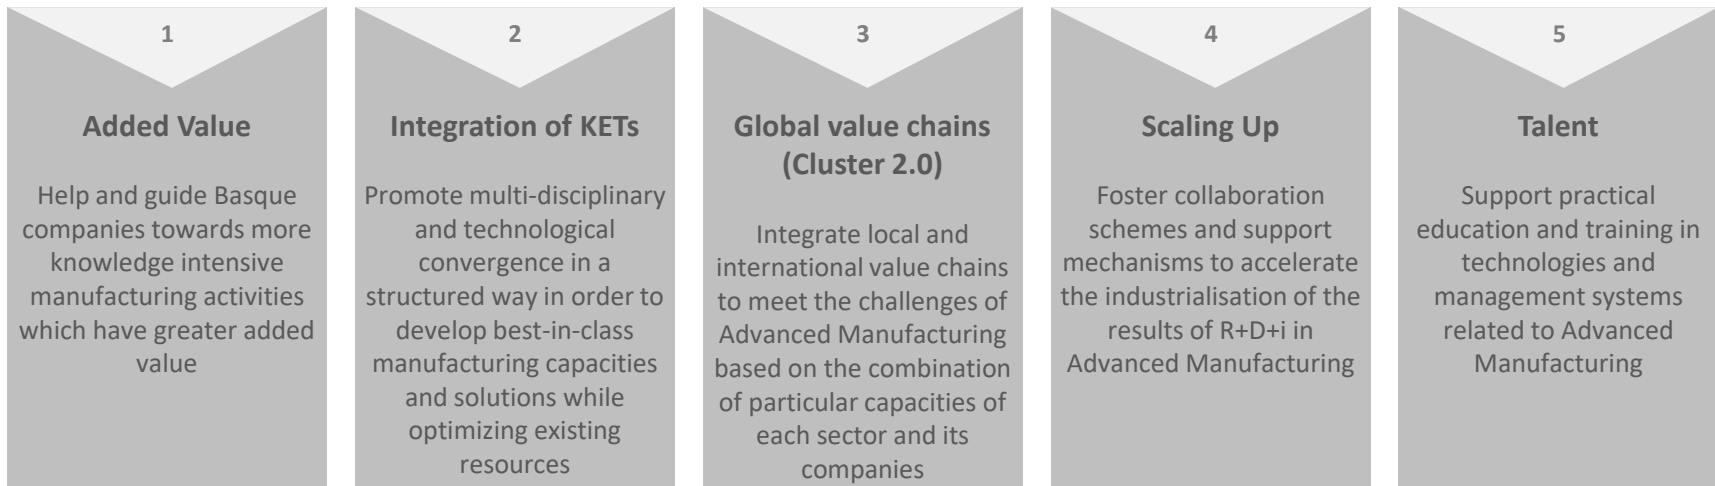 1
Added Value
Help and guide Basque
companies towards more
knowledge intensive
manufacturing activities
which have greater added
value
2
Integration of KETs
Promote multi-disciplinary
and technological
convergence in a
structured way in order to
develop best-in-class
manufacturing capacities
and solutions while
optimizing existing
resources
3
Global value chains
(Cluster 2.0)
Integrate local and
international value chains
to meet the challenges of
Advanced Manufacturing
based on the combination
of particular capacities of
each sector and its
companies
4
Scaling Up
Foster collaboration
schemes and support
mechanisms to accelerate
the industrialisation of the
results of R+D+i in
Advanced Manufacturing
5
Talent
Support practical
education and training in
technologies and
management systems
related to Advanced
Manufacturing